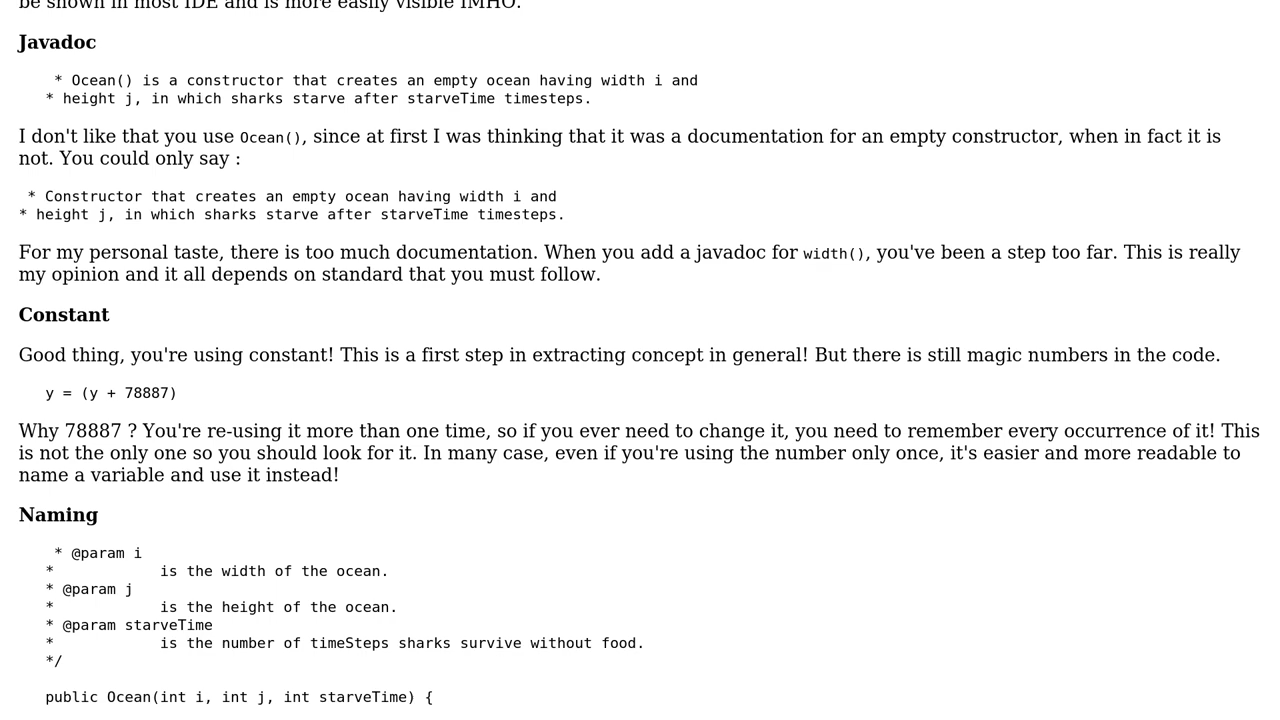 be shown in most IDE and is more easily visible IMHO.
Javadoc
* Ocean() is a constructor that creates an empty ocean having width i and
* height j, in which sharks starve after starveTime timesteps.
I don't like that you use Ocean(), since at first I was thinking that it was a documentation for an empty constructor, when in fact it is
not. You could only say :
* Constructor that creates an empty ocean having width i and
* height j, in which sharks starve after starveTime timesteps.
For my personal taste, there is too much documentation. When you add a javadoc for width(), you've been a step too far. This is really
my opinion and it all depends on standard that you must follow.
Constant
Good thing, you're using constant! This is a first step in extracting concept in general! But there is still magic numbers in the code.
y = (y + 78887)
Why 78887 ? You're re-using it more than one time, so if you ever need to change it, you need to remember every occurrence of it! This
is not the only one so you should look for it. In many case, even if you're using the number only once, it's easier and more readable to
name a variable and use it instead!
Naming
* @param i
* is the width of the ocean.
* @param j
* is the height of the ocean.
* @param starveTime
* is the number of timeSteps sharks survive without food.
*/
public Ocean(int i, int j, int starveTime) {